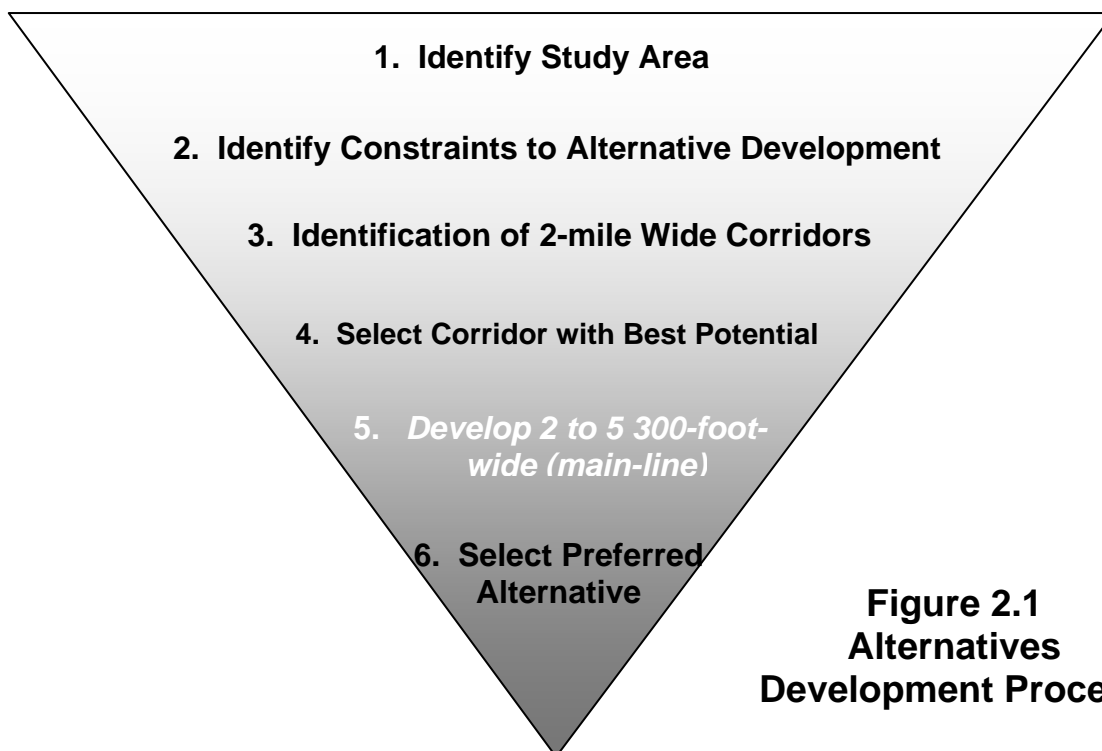 1. Identify Study Area
2. Identify Constraints to Alternative Development
3. Identification of 2-mile Wide Corridors
4. Select Corridor with Best Potential
5. Develop 2 to 5 300-foot-
wide (main-line)
6. Select Preferred
Alternative
Figure 2.1
Alternatives
Development Proce